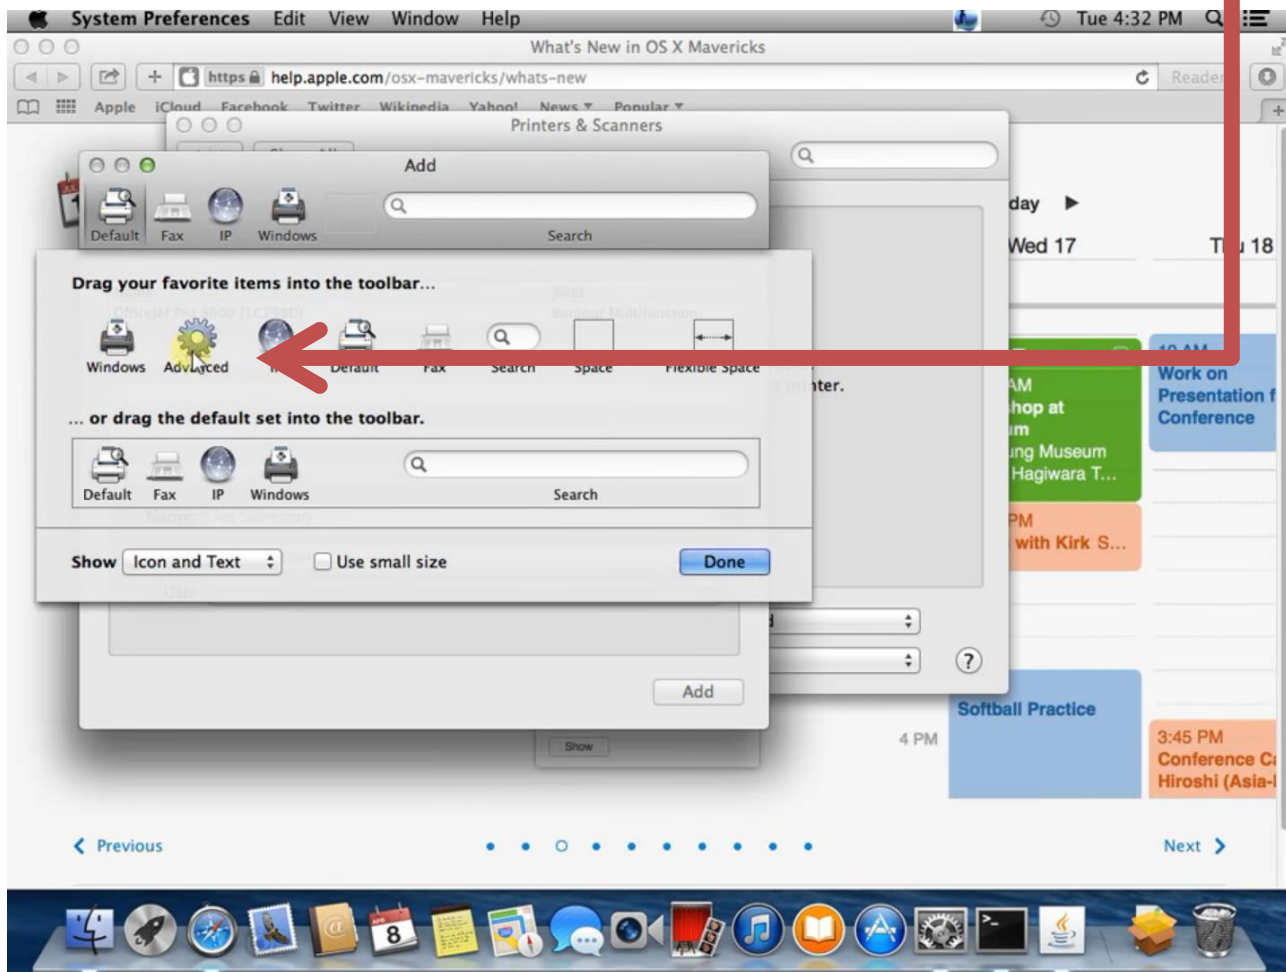 System Preferences Edit View Window Help Tue 4:32 PM
What's New in OS X Mavericks
https help.apple.com/osx-mavericks/whats-new Reader
Apple iCloud Facebook Twitter Wikipedia Yahoo! News Popular
Printers & Scanners
Add
Default Fax IP Windows Search
day
Wed 17 Thu 18
Drag your favorite items into the toolbar...
Windows Advanced Default Fax Search Space Flexible Space
printer.
10 AM
Work on
Presentation f
Conference
AM
hop at
um
ung Museum
Hagiwara T...
... or drag the default set into the toolbar.
Default Fax IP Windows Search
PM
with Kirk S...
Show Icon and Text Use small size Done
?
Add
Softball Practice
Show
4 PM
3:45 PM
Conference Ca
Hiroshi (Asia-
Previous Next
APR
8